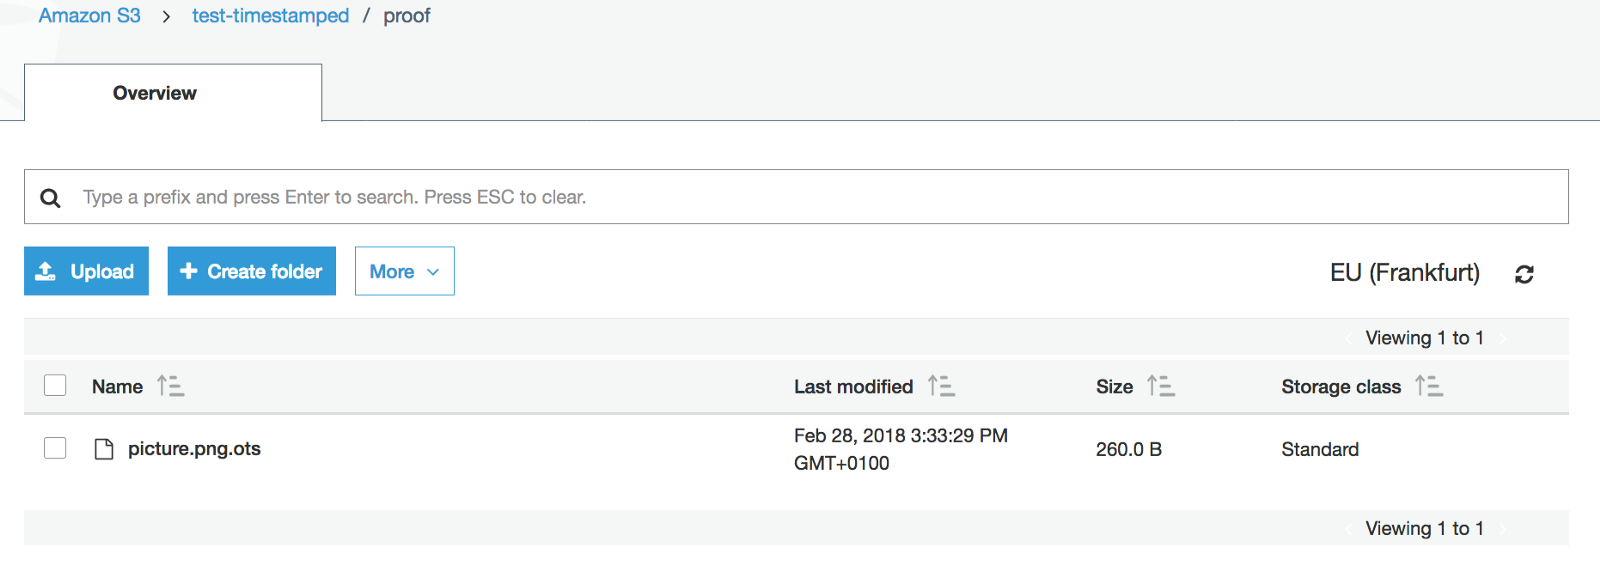 Amazon S3 > test-timestamped / proof
Overview
Type a prefix and press Enter to search. Press ESC to clear.
Upload + Create folder More EU (Frankfurt)
Viewing 1 to 1
Name Last modified Size Storage class
picture.png.ots Feb 28, 2018 3:33:29 PM 260.0 B Standard
GMT+0100
Viewing 1 to 1